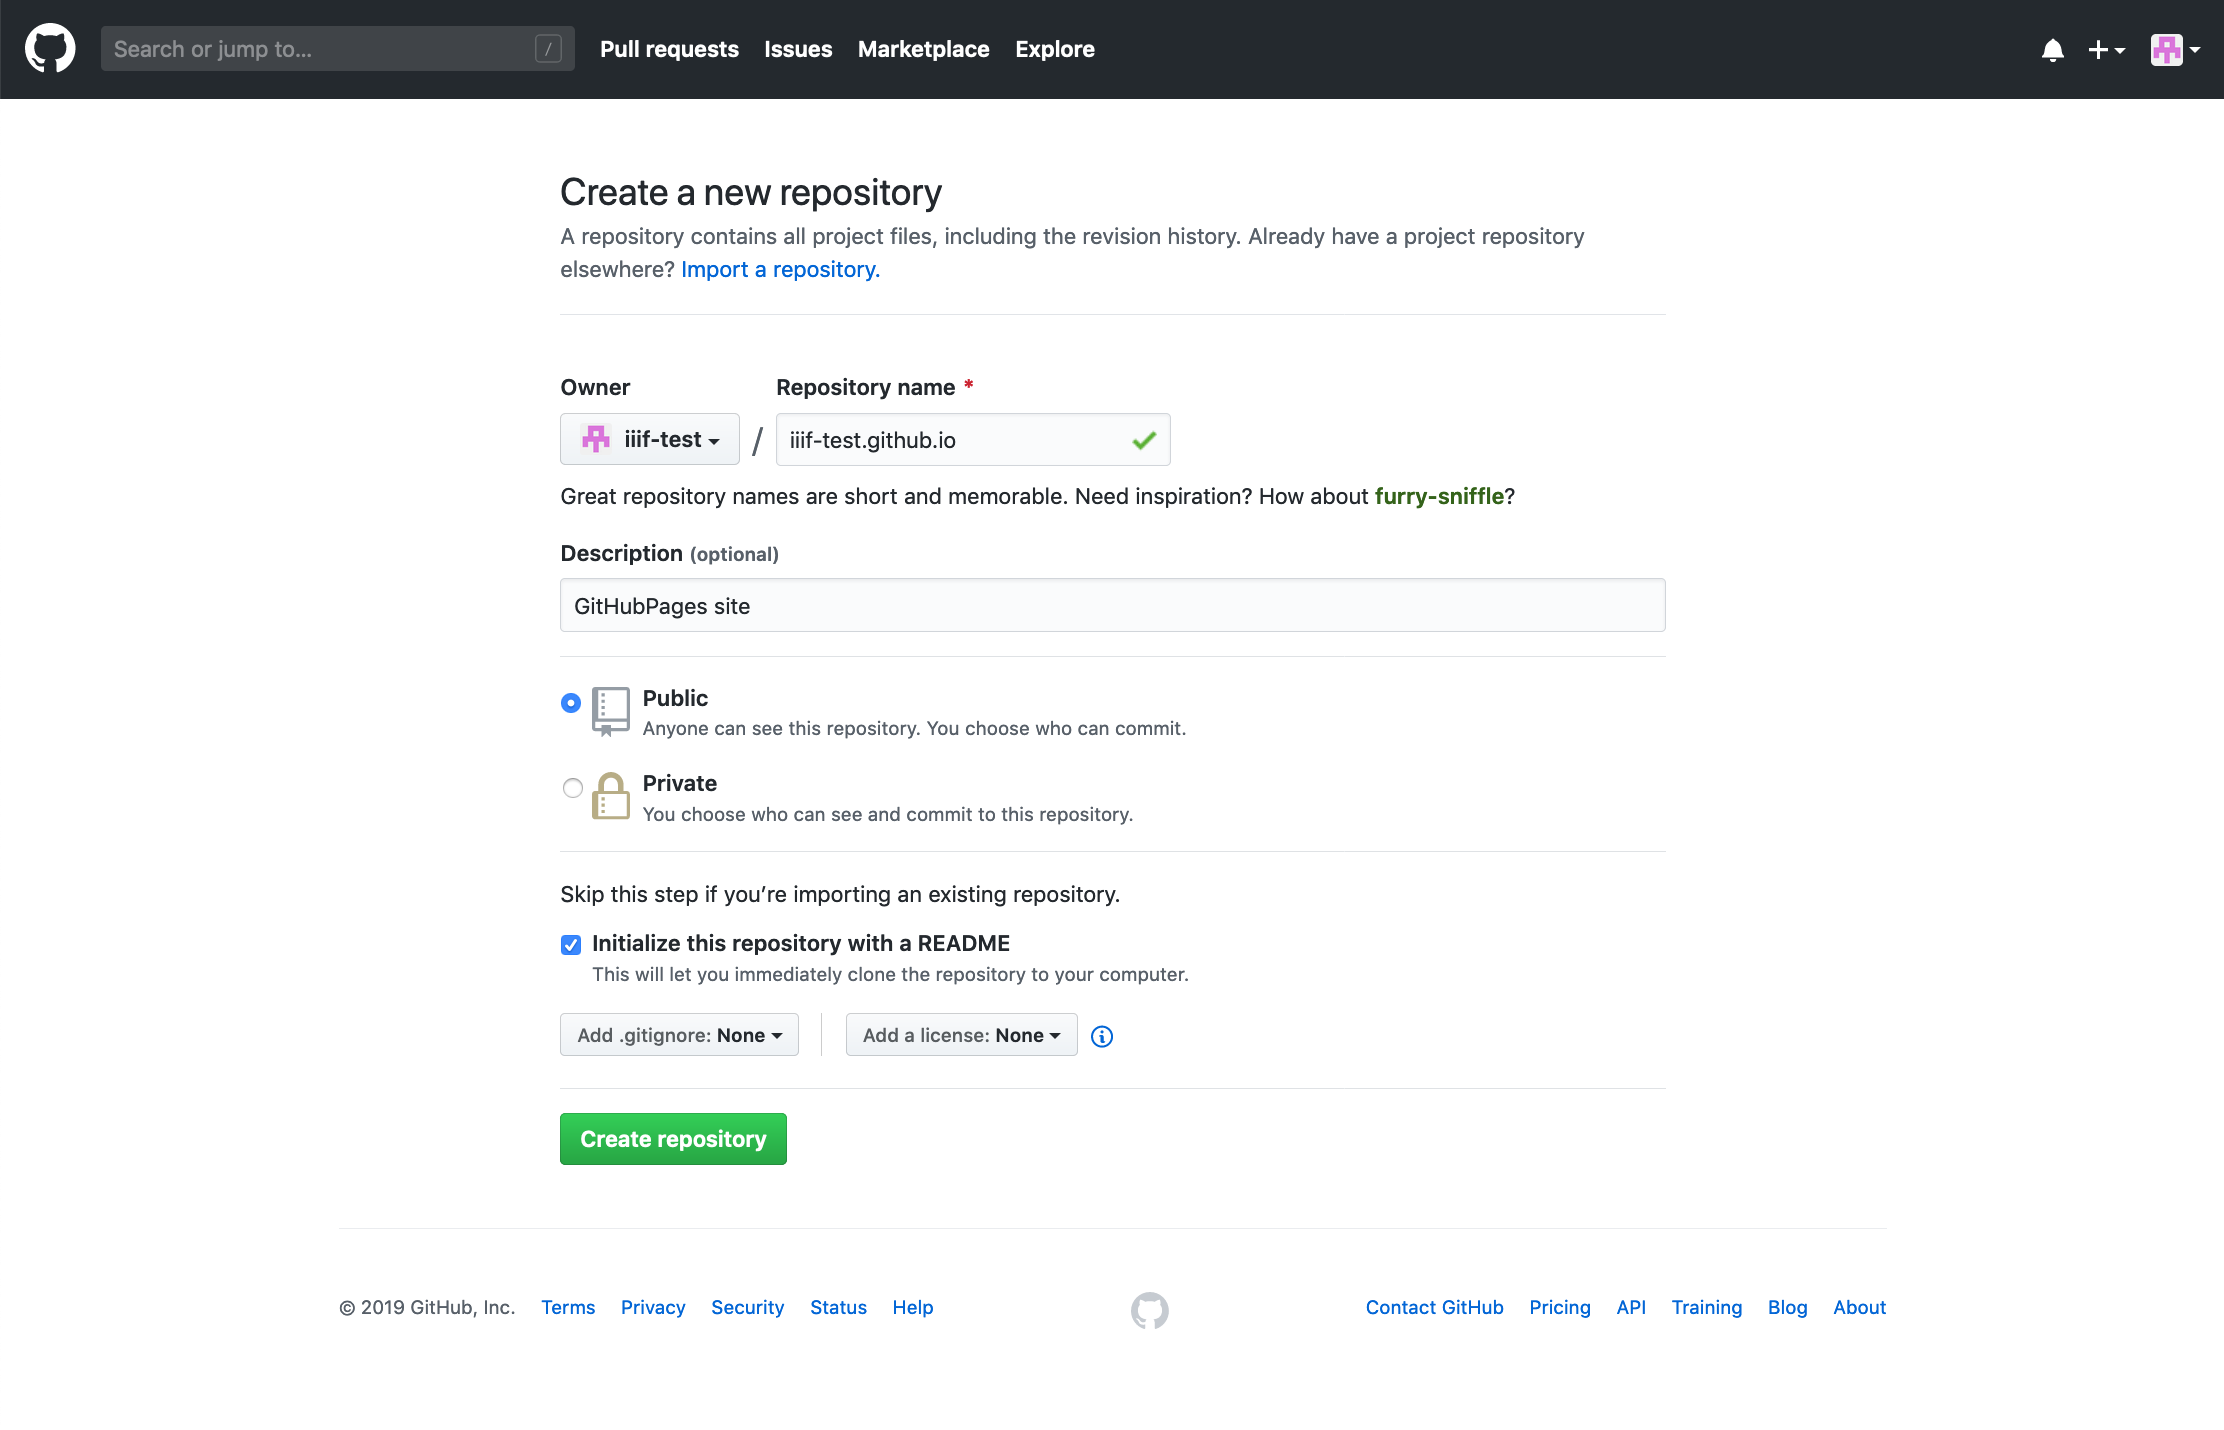 Search or jump to... /
Pull requests Issues Marketplace Explore
Create a new repository
A repository contains all project files, including the revision history. Already have a project repository
elsewhere? Import a repository.
Owner Repository name *
iiif-test / iiif-test.github.io
Great repository names are short and memorable. Need inspiration? How about furry-sniffle?
Description (optional)
GitHubPages site
Public
Anyone can see this repository. You choose who can commit.
Private
You choose who can see and commit to this repository.
Skip this step if you’re importing an existing repository.
Initialize this repository with a README
This will let you immediately clone the repository to your computer.
Add .gitignore: None Add a license: None
Create repository
© 2019 GitHub, Inc. Terms Privacy Security Status Help Contact GitHub Pricing API Training Blog About